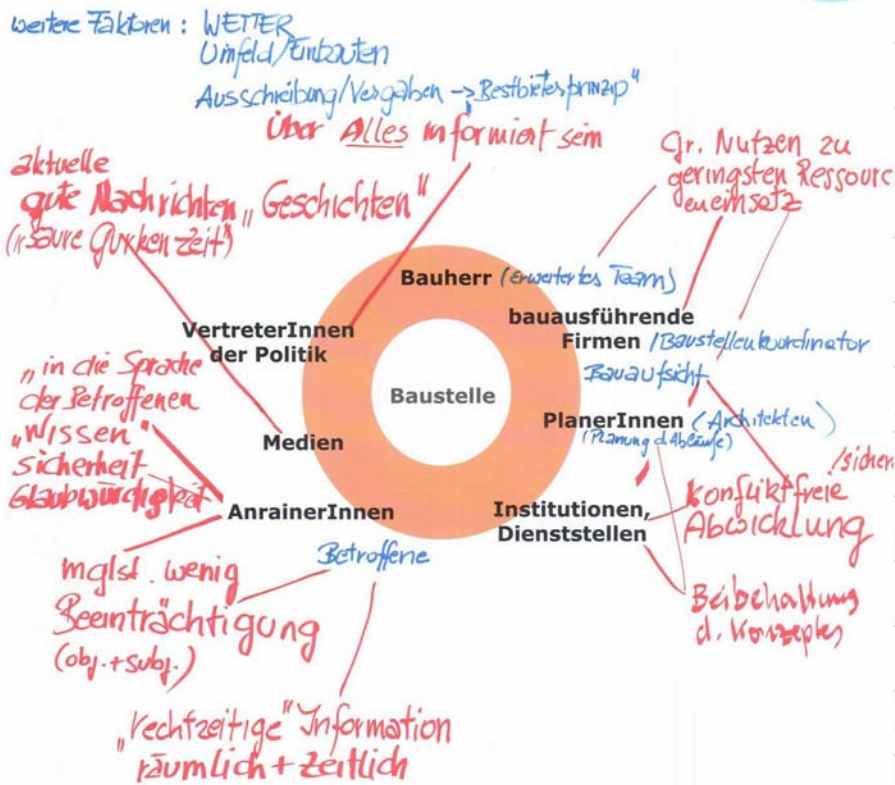 weitere Faktoren : WETTER
Umfeld/Einbauten
Ausschreibung/Vergaben -> Bestbieterprinzip"
Über Alles informiert sein
aktuelle
gute Nachrichten „Geschichten"
("saure Gurkenzeit")
Gr. Nutzen zu
geringsten Ressourc
eneinsatz
Bauherr (Erweitertes Team)
bauausführende
Firmen /Baustellenkoordinator
Bauaufsicht
VertreterInnen
der Politik
Baustelle
PlanerInnen (Architekten)
(Planung d. Abläufe)
„in die Sprache
der Betroffenen
„Wissen"
sicherheit
Glaubwürdigkeit
Medien
AnrainerInnen
Institutionen,
Dienststellen
/sicher
Konfliktfreie
Abwicklung
Betroffene
mglst. wenig
Beeinträchtigung
(obj.+subj.)
Beibehaltung
d. Konzeptes
„rechtzeitige" Information
räumlich + zeitlich